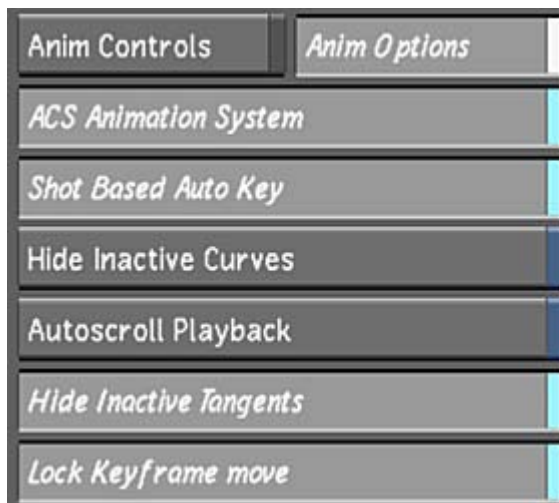 Anim Controls Anim Options
ACS Animation System
Shot Based Auto Key
Hide Inactive Curves
Autoscroll Playback
Hide Inactive Tangents
Lock Keyframe move